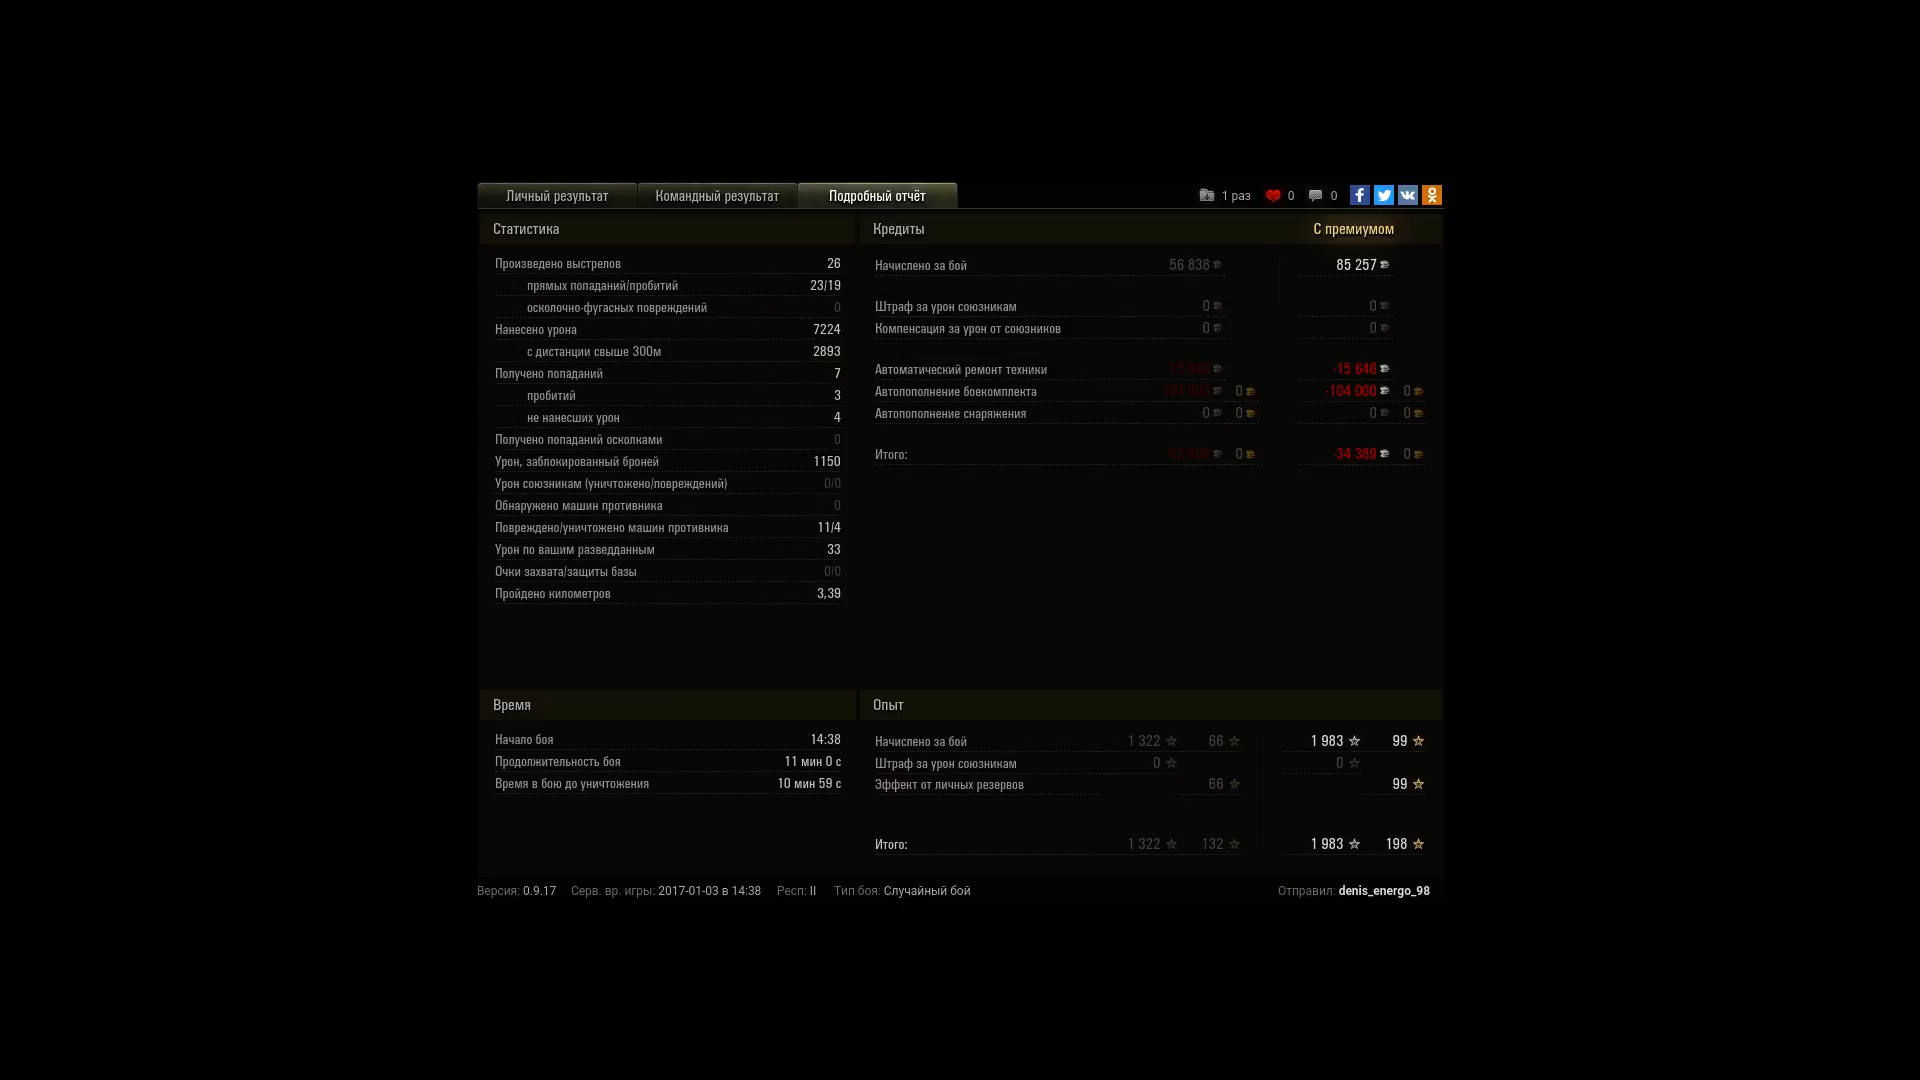 Личный результат Командный результат Подробный отчёт 1 раз 0 0
Статистика
Произведено выстрелов 26
прямых попаданий/пробитий 23/19
осколочно-фугасных повреждений 0
Нанесено урона 7224
с дистанции свыше 300м 2893
Получено попаданий 7
пробитий 3
не нанесших урон 4
Получено попаданий осколками 0
Урон, заблокированный броней 1150
Урон союзникам (уничтожено/повреждений) 0/0
Обнаружено машин противника 0
Повреждено/уничтожено машин противника 11/4
Урон по вашим разведданным 33
Очки захвата/защиты базы 0/0
Пройдено километров 3,39
Кредиты С премиумом
Начислено за бой 56 838 85 257
Штраф за урон союзникам 0 0
Компенсация за урон от союзников 0 0
Автоматический ремонт техники -15 646
Автопополнение боекомплекта 0 -104 000 0
Автопополнение снаряжения 0 0 0 0
Итого: 0 -34 389 0
Время
Начало боя 14:38
Продолжительность боя 11 мин 0 с
Время в бою до уничтожения 10 мин 59 с
Опыт
Начислено за бой 1 322 66 1 983 99
Штраф за урон союзникам 0 0
Эффект от личных резервов 66 99
Итого: 1 322 132 1 983 198
Версия: 0.9.17 Серв. вр. игры: 2017-01-03 в 14:38 Респ: II Тип боя: Случайный бой Отправил: denis_energo_98